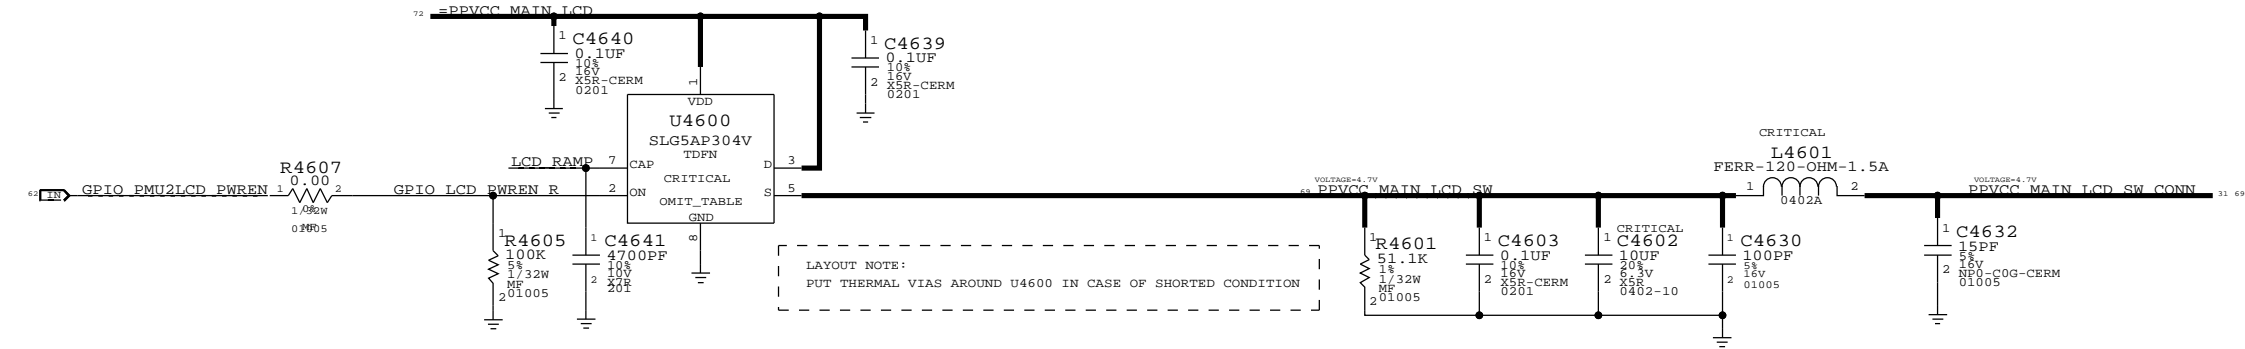 72 =PPVCC_MAIN_LCD
1 C4640
0.1UF
10%
16V
2 X5R-CERM
0201
1 C4639
0.1UF
10%
16V
2 X5R-CERM
0201
1
VDD
U4600
SLG5AP304V
TDFN
LCD_RAMP 7 CAP
D 3
CRITICAL
2 ON
S 5
OMIT_TABLE
GND
8
62 IN GPIO_PMU2LCD_PWREN
R4607
0.00
1 2
0%
1/32W
MF
01005
GPIO_LCD_PWREN_R
1 R4605
100K
5%
1/32W
MF
2 01005
1 C4641
4700PF
10%
10V
2 X7R
201
LAYOUT NOTE:
PUT THERMAL VIAS AROUND U4600 IN CASE OF SHORTED CONDITION
VOLTAGE=4.7V
69 PPVCC_MAIN_LCD_SW
1 R4601
51.1K
1%
1/32W
MF
2 01005
1 C4603
0.1UF
10%
16V
2 X5R-CERM
0201
CRITICAL
1 C4602
10UF
20%
6.3V
2 X5R
0402-10
1 C4630
100PF
5%
16V
2 01005
CRITICAL
L4601
FERR-120-OHM-1.5A
1 2
0402A
VOLTAGE=4.7V
PPVCC_MAIN_LCD_SW_CONN 31 69
1 C4632
15PF
5%
16V
2 NP0-C0G-CERM
01005